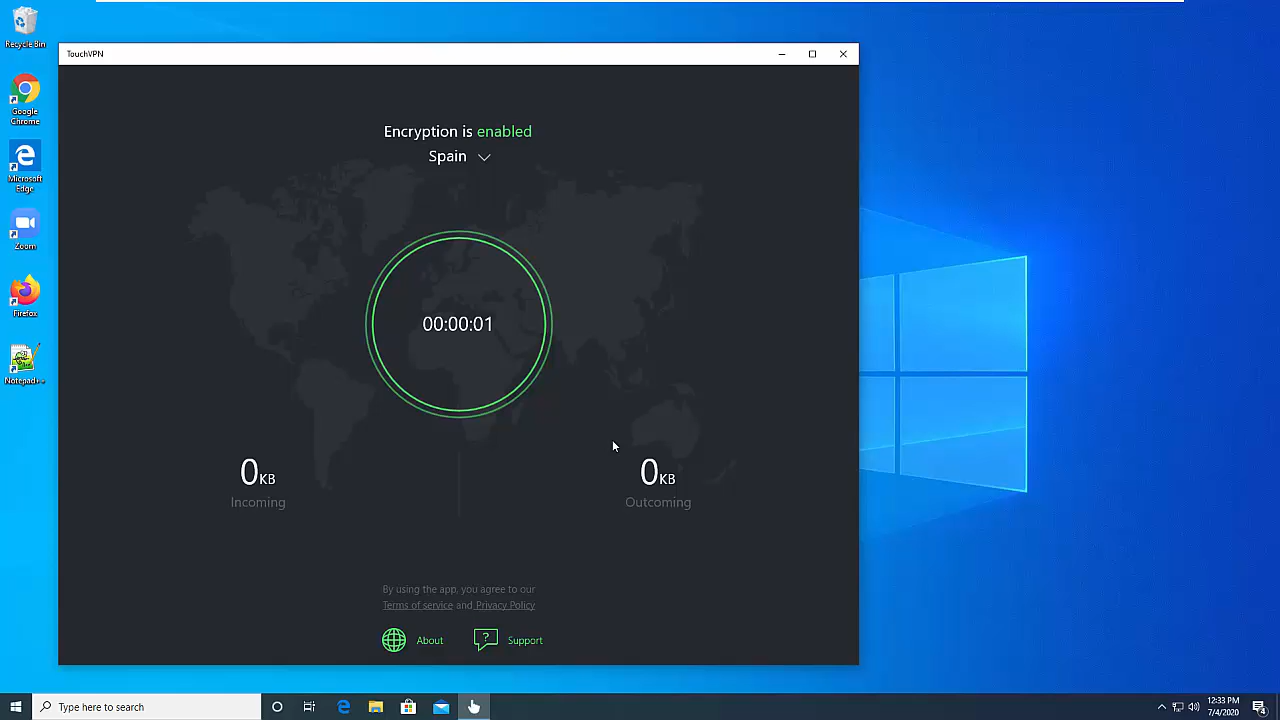 Recycle Bin
Google
Chrome
Microsoft
Edge
Zoom
Firefox
Notepad++
TouchVPN
Encryption is enabled
Spain
00:00:01
0KB
Incoming
0KB
Outcoming
By using the app, you agree to our
Terms of service and Privacy Policy
About
? Support
Type here to search
12:33 PM
7/4/2020
4